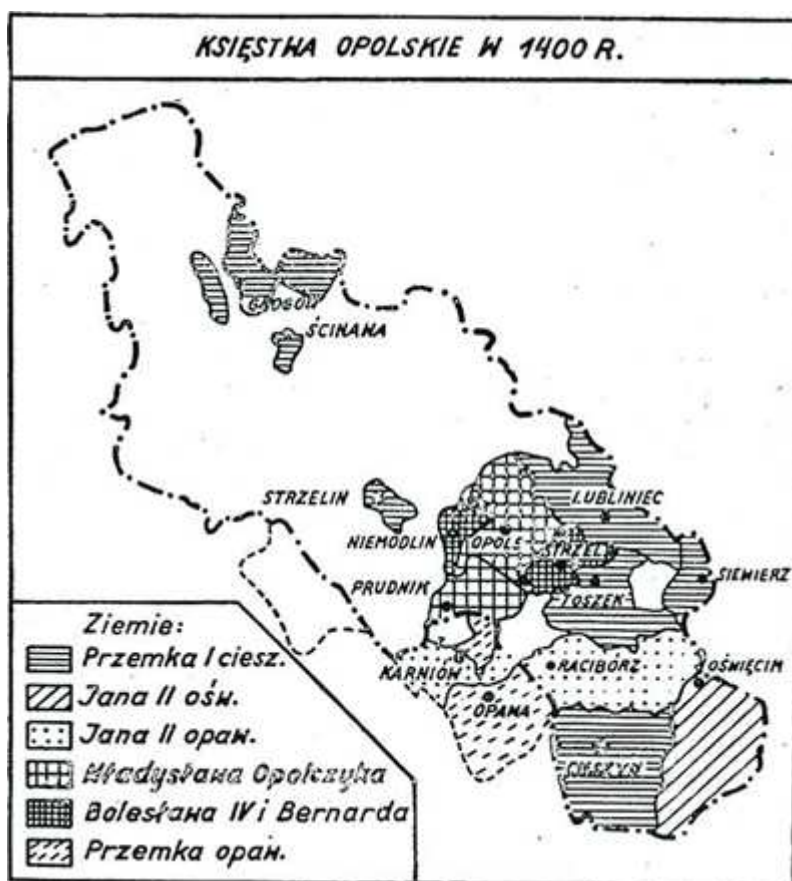 KSIĘSTWA OPOLSKIE W 1400 R.
GŁOGÓW
ŚCINAWA
STRZELIN
LUBLINIEC
NIEMODLIN
OPOLE
STRZEL
SIEWIERZ
PRUDNIK
TOSZEK
KARNIÓW
RACIBÓRZ
OŚWIĘCIM
OPAWA
CIESZYN
Ziemie:
Przemka I ciesz.
Jana II ośw.
Jana II opaw.
Władysława Opolczyka
Bolesława IV i Bernarda
Przemka opaw.